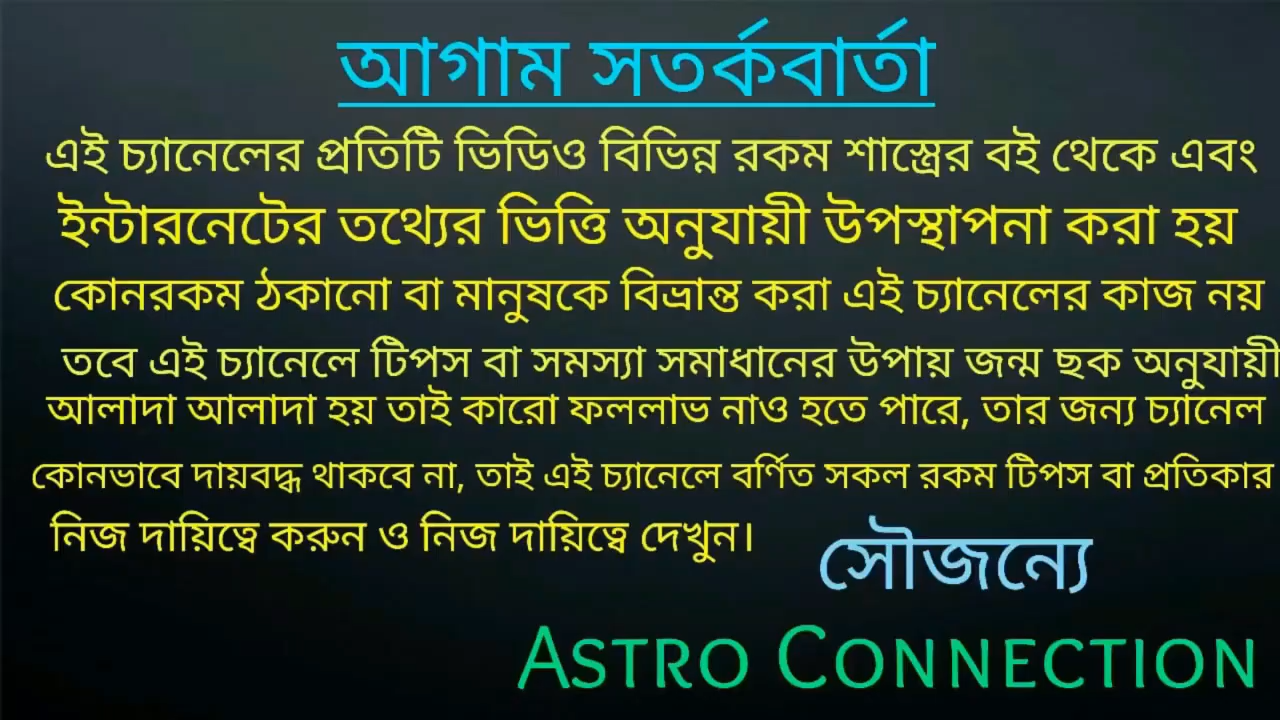 আগাম সতর্কবার্তা
এই চ্যানেলের প্রতিটি ভিডিও বিভিন্ন রকম শাস্ত্রের বই থেকে এবং
ইন্টারনেটের তথ্যের ভিত্তি অনুযায়ী উপস্থাপনা করা হয়
কোনরকম ঠকানো বা মানুষকে বিভ্রান্ত করা এই চ্যানেলের কাজ নয়
তবে এই চ্যানেলে টিপস বা সমস্যা সমাধানের উপায় জন্ম ছক অনুযায়ী
আলাদা আলাদা হয় তাই কারো ফললাভ নাও হতে পারে, তার জন্য চ্যানেল
কোনভাবে দায়বদ্ধ থাকবে না, তাই এই চ্যানেলে বর্ণিত সকল রকম টিপস বা প্রতিকার
নিজ দায়িত্বে করুন ও নিজ দায়িত্বে দেখুন।
সৌজন্যে
ASTRO CONNECTION